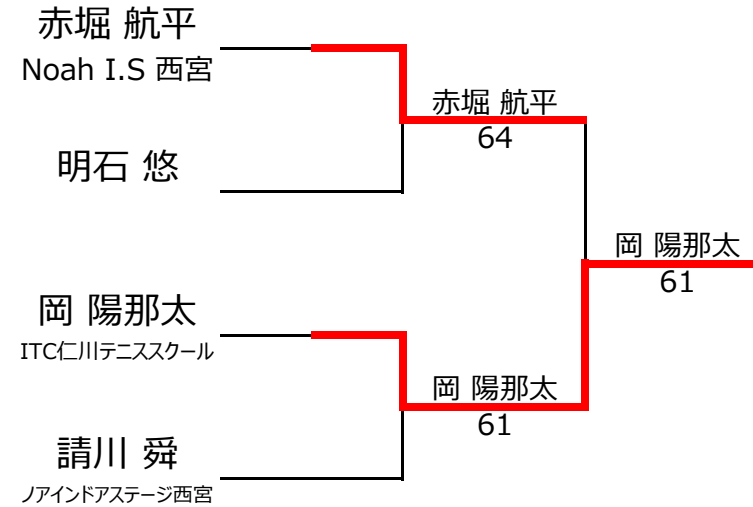 赤堀 航平
Noah I.S 西宮
明石 悠
岡 陽那太
ITC仁川テニススクール
請川 舜
ノアインドアステージ西宮
赤堀 航平
64
岡 陽那太
61
岡 陽那太
61